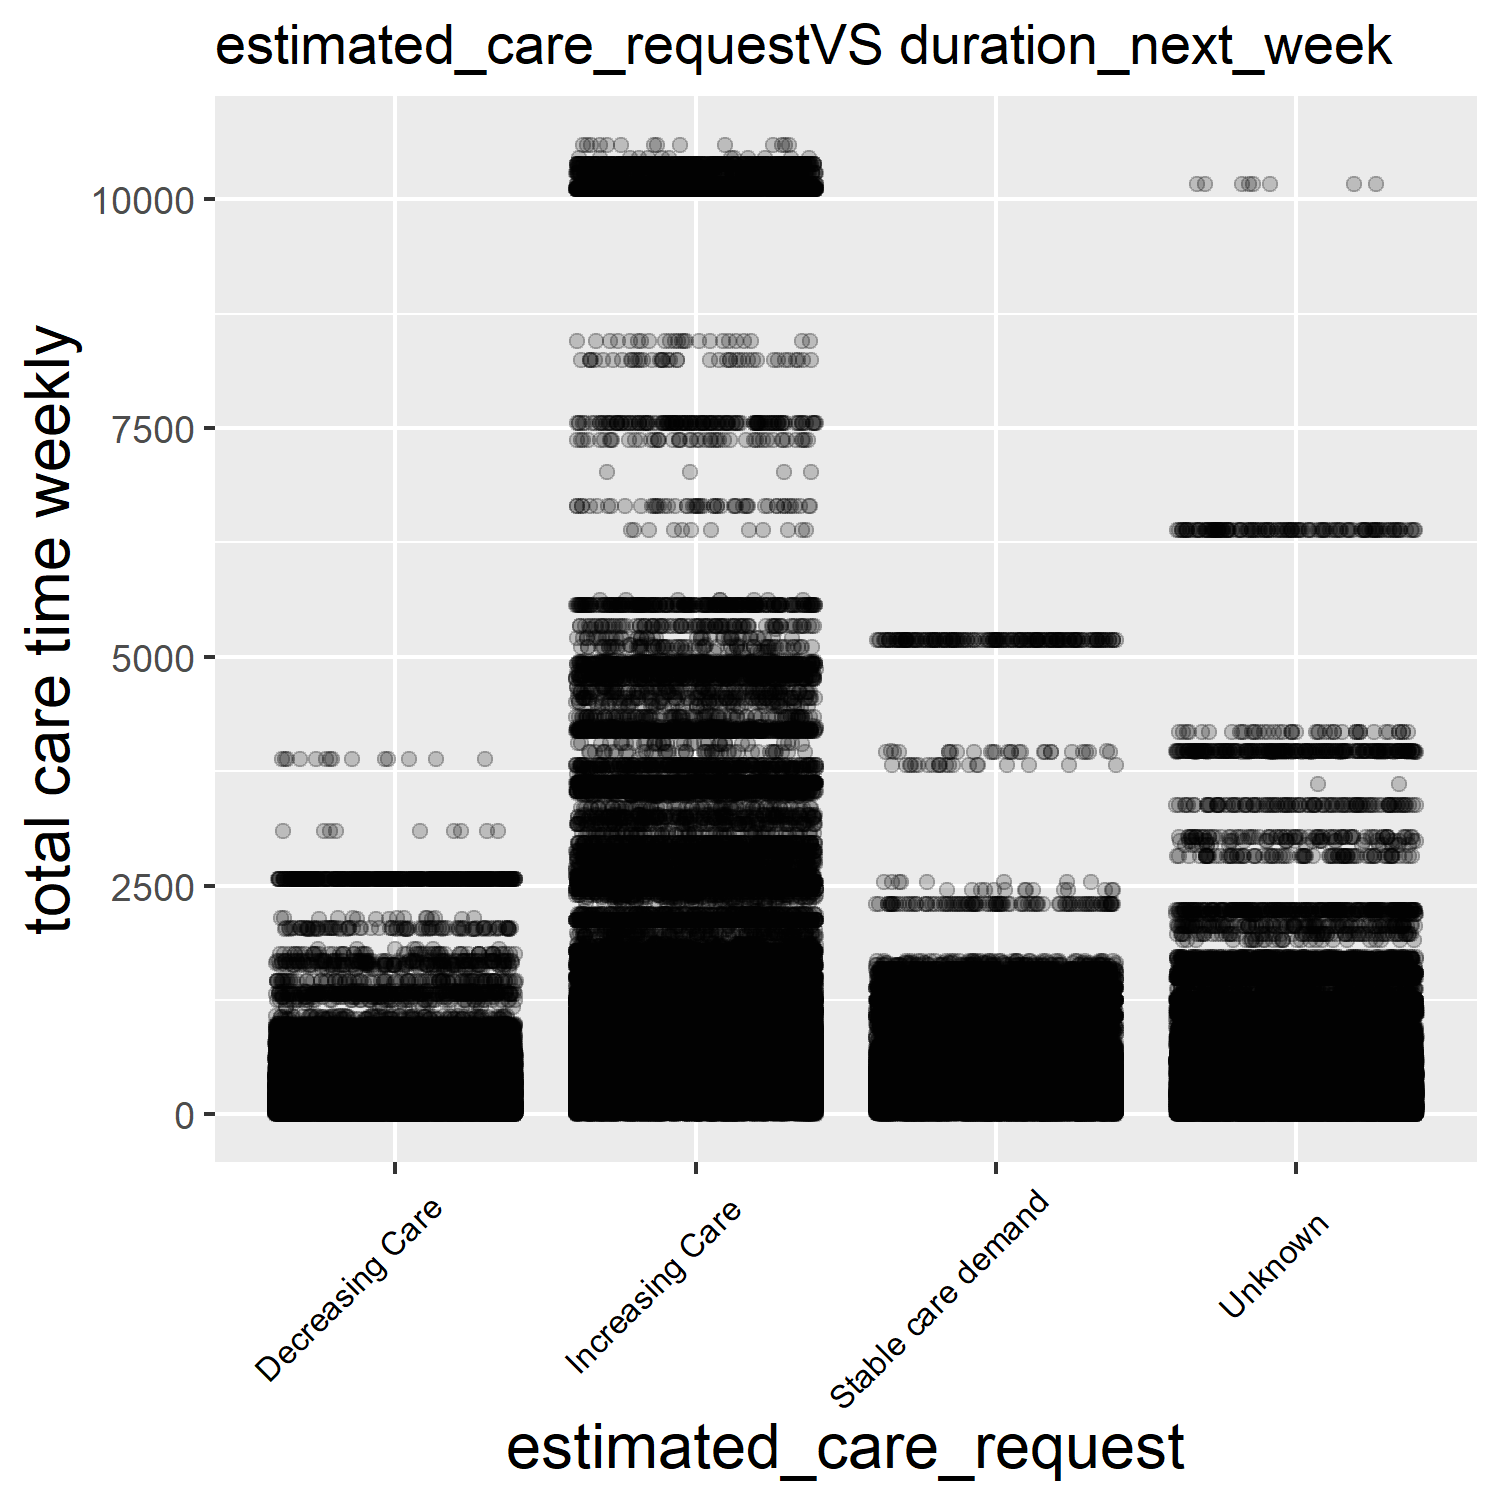 estimated_care_requestVS duration_next_week
total care time weekly
10000
7500
5000
2500
0
Decreasing Care
Increasing Care
Stable care demand
Unknown
estimated_care_request